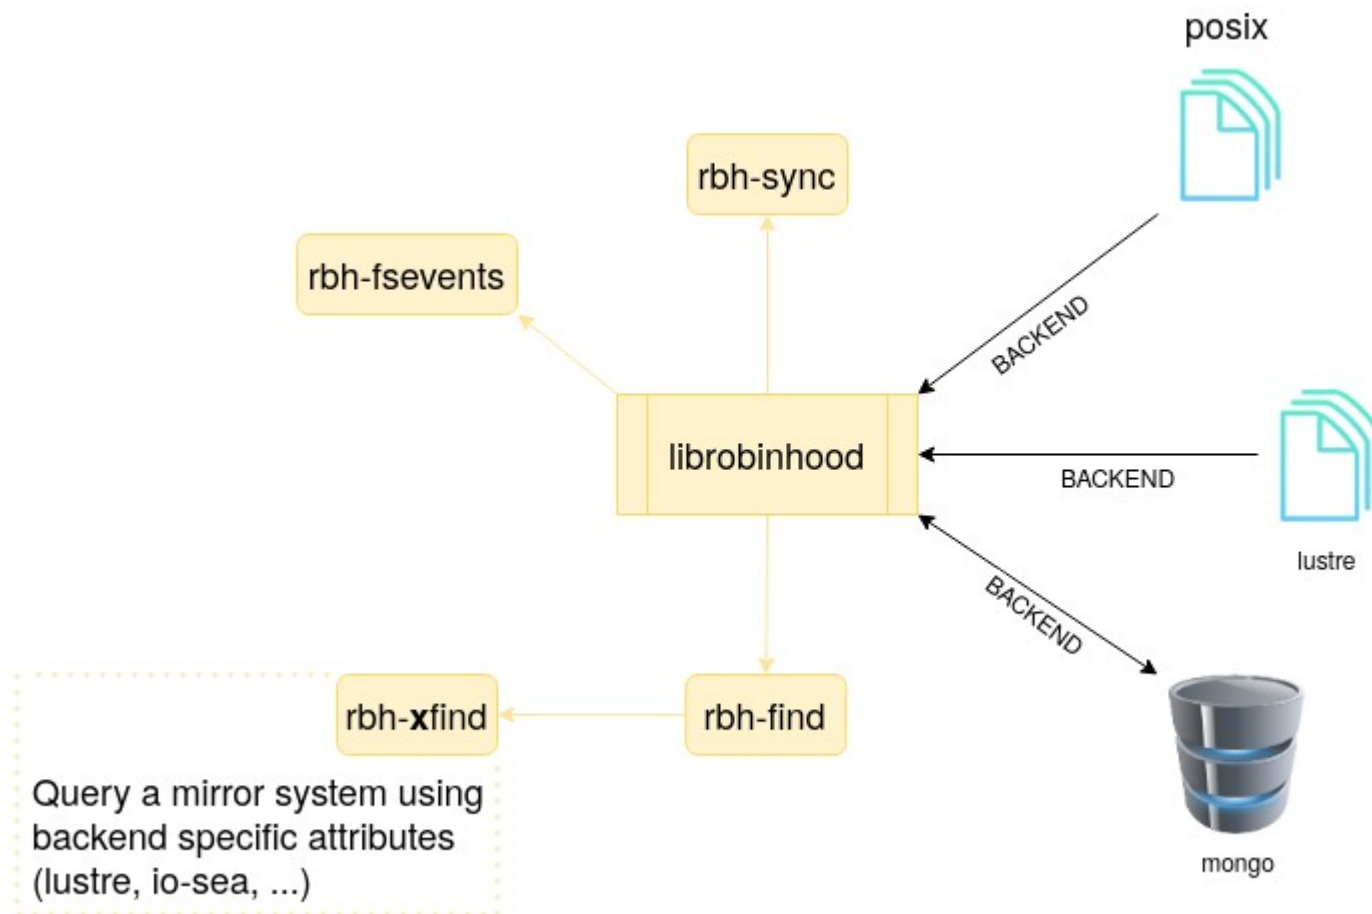 posix
rbh-sync
rbh-fsevents
BACKEND
librobinhood
BACKEND
lustre
BACKEND
rbh-xfind
rbh-find
Query a mirror system using
backend specific attributes
(lustre, io-sea, ...)
mongo